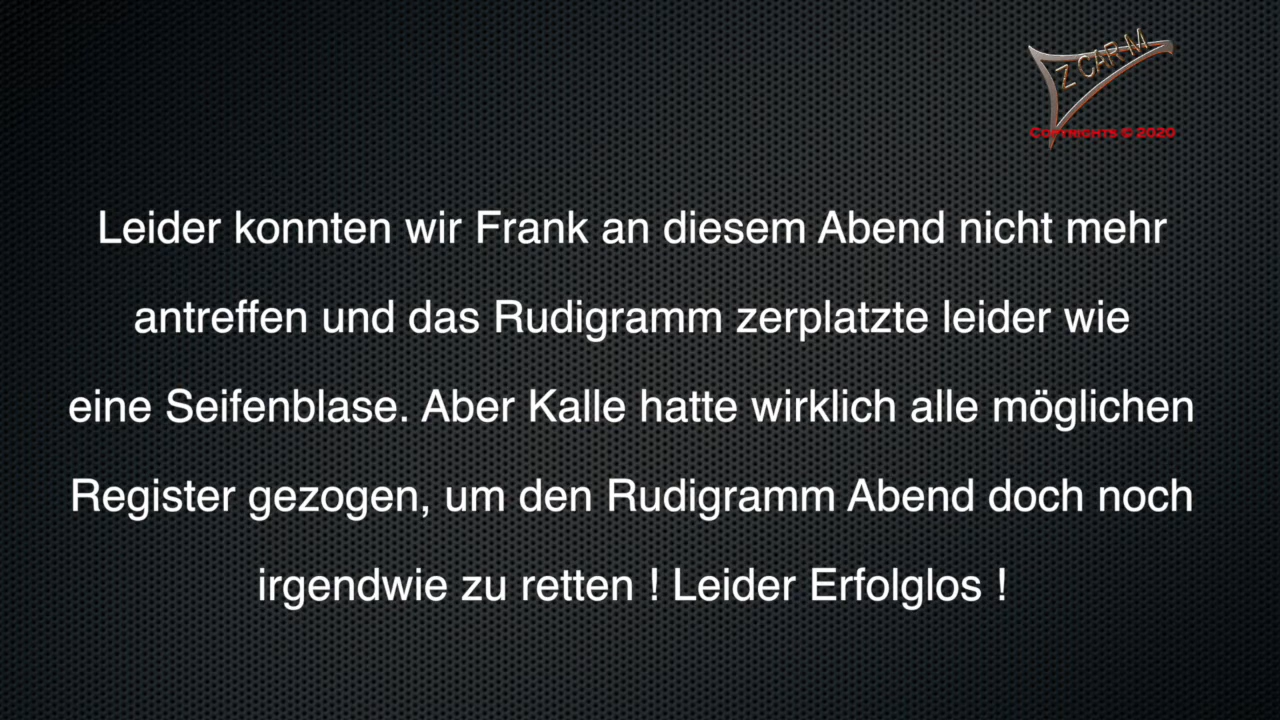 Z CAR-M
Copyrights © 2020
Leider konnten wir Frank an diesem Abend nicht mehr
antreffen und das Rudigramm zerplatzte leider wie
eine Seifenblase. Aber Kalle hatte wirklich alle möglichen
Register gezogen, um den Rudigramm Abend doch noch
irgendwie zu retten ! Leider Erfolglos !